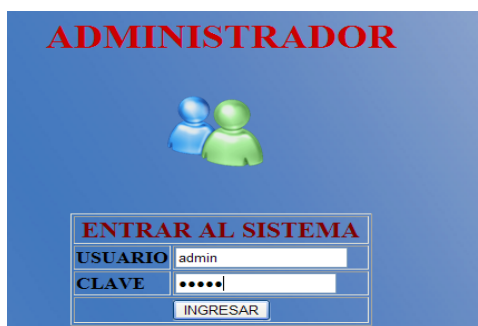 ADMINISTRADOR
ENTRAR AL SISTEMA
USUARIO admin
CLAVE •••••
INGRESAR